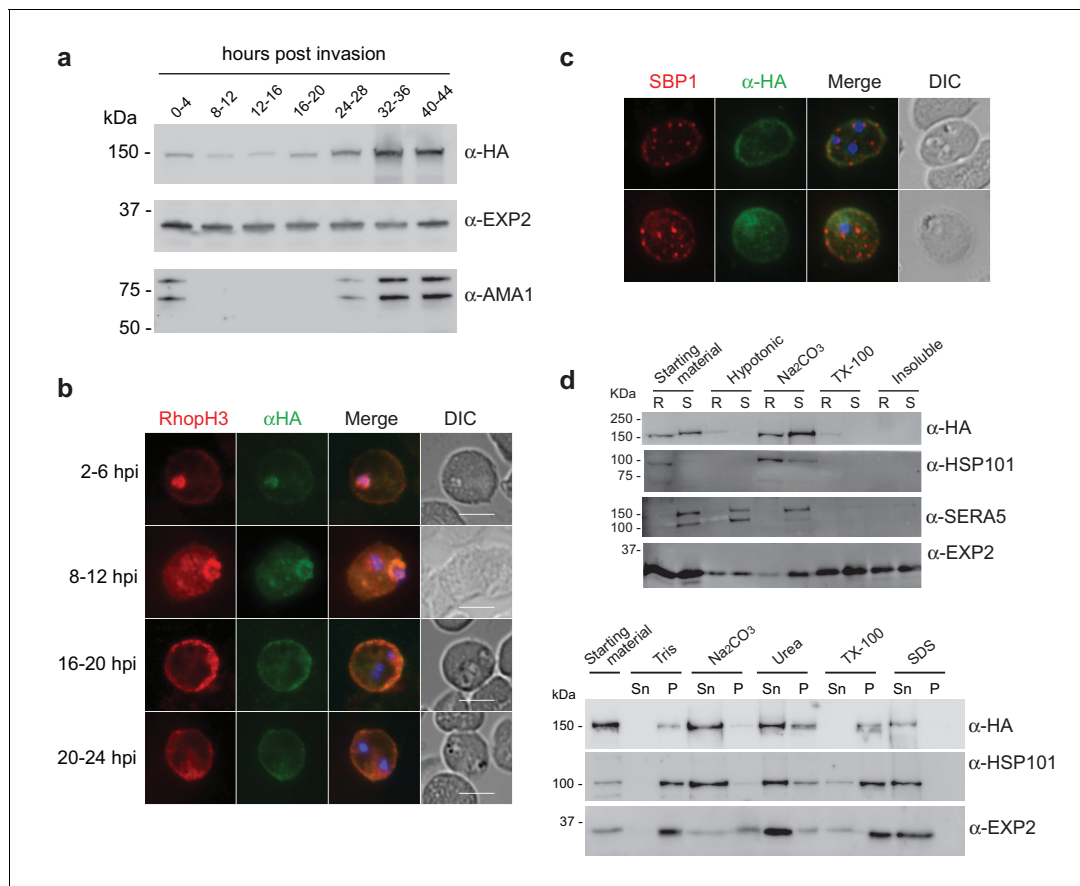 a
hours post invasion
0-4 8-12 12-16 16-20 24-28 32-36 40-44
kDa
150 - α-HA
37 -
α-EXP2
75 - α-AMA1
50 -
b
RhopH3 αHA Merge DIC
2-6 hpi
8-12 hpi
16-20 hpi
20-24 hpi
c
SBP1 α-HA Merge DIC
d
Starting material Hypotonic Na2CO3 TX-100 Insoluble
KDa R S R S R S R S R S
250 -
150 - α-HA
100 - α-HSP101
75 -
150 - α-SERA5
100 -
37- α-EXP2
Starting material Tris Na2CO3 Urea TX-100 SDS
kDa Sn P Sn P Sn P Sn P Sn P
150 - α-HA
α-HSP101
100 -
37 - α-EXP2